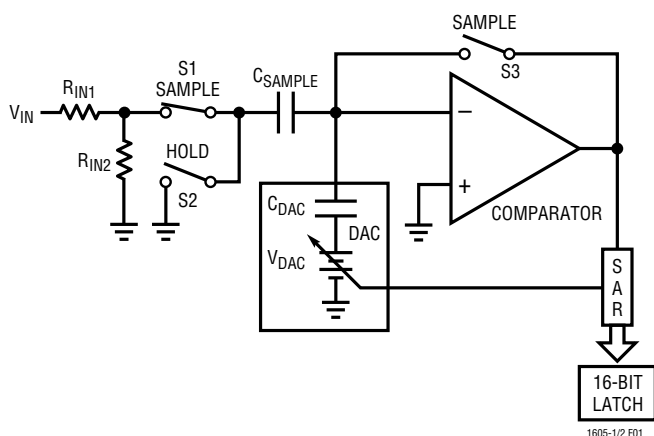 SAMPLE
S1
SAMPLE
C_SAMPLE
S3
R_IN1
V_IN
R_IN2
HOLD
S2
−
+
COMPARATOR
C_DAC
DAC
V_DAC
S
A
R
16-BIT
LATCH
1605-1/2 F01